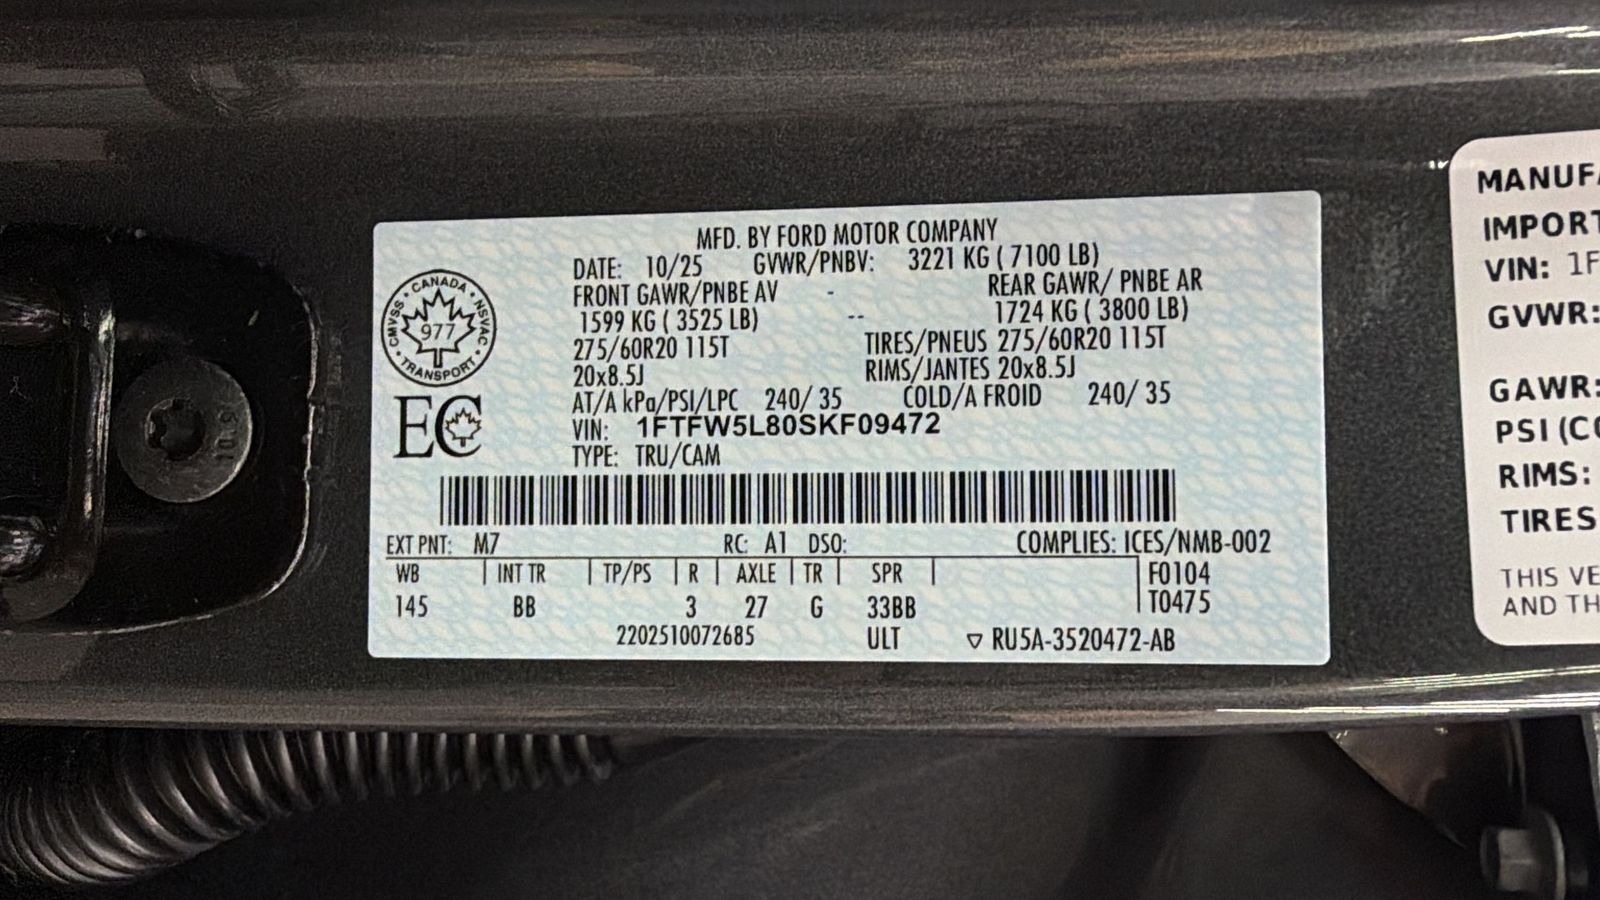 MFD. BY FORD MOTOR COMPANY
DATE: 10/25 GVWR/PNBV: 3221 KG ( 7100 LB)
FRONT GAWR/PNBE AV - REAR GAWR/ PNBE AR
1599 KG ( 3525 LB) -- 1724 KG ( 3800 LB)
275/60R20 115T TIRES/PNEUS 275/60R20 115T
20x8.5J RIMS/JANTES 20x8.5J
AT/A kPa/PSI/LPC 240/ 35 COLD/A FROID 240/ 35
VIN: 1FTFW5L80SKF09472
TYPE: TRU/CAM
CANADA
CMVSS
NSVAC
977
TRANSPORT
EC
EXT PNT: M7 RC: A1 DSO: COMPLIES: ICES/NMB-002
WB | INT TR | TP/PS | R | AXLE | TR | SPR | F0104
145 BB 3 27 G 33BB T0475
2202510072685 ULT ▽ RU5A-3520472-AB
10.9
MANUFA
IMPORT
VIN: 1F
GVWR:
GAWR:
PSI (CO
RIMS:
TIRES
THIS VE
AND TH